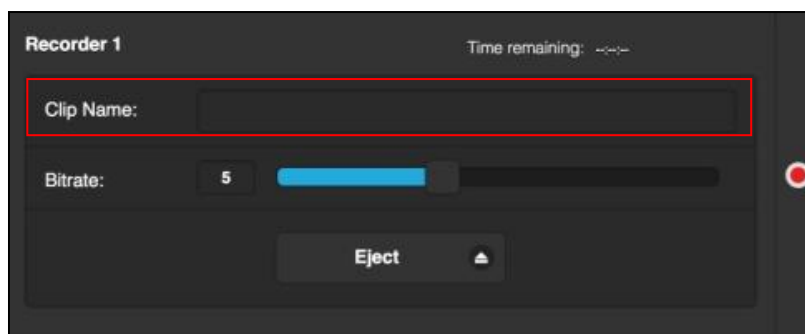 Recorder 1
Time remaining: --:--:--
Clip Name:
Bitrate: 5
Eject